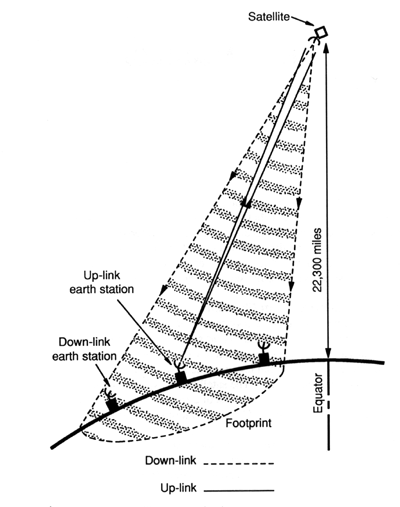 Satellite
22,300 miles
Up-link
earth station
Down-link
earth station
Equator
Footprint
Down-link
Up-link